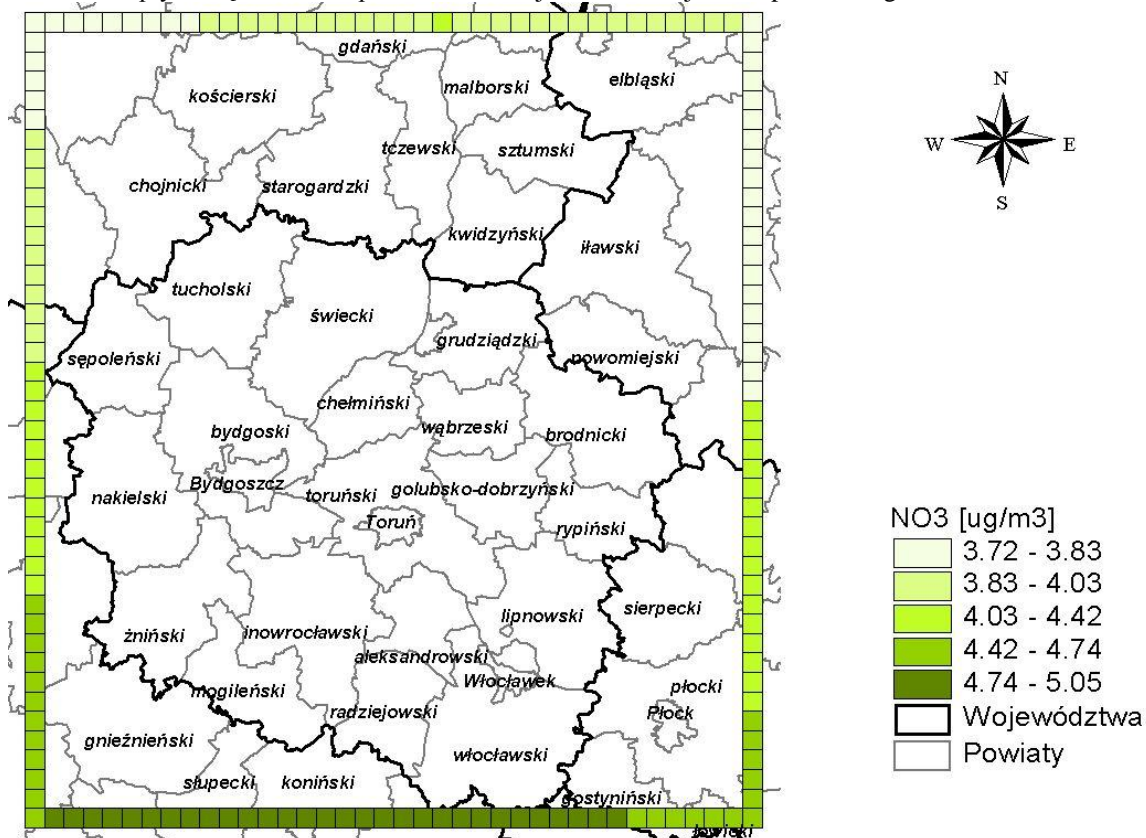 gdański
kościerski
malborski
elbląski
tczewski
sztumski
chojnicki
starogardzki
kwidzyński
iławski
tucholski
świecki
grudziądzki
sępoleński
nowomiejski
chełmiński
wąbrzeski
bydgoski
brodnicki
Bydgoszcz
nakielski
toruński
golubsko-dobrzyński
Toruń
rypiński
lipnowski
sierpecki
żniński
inowrocławski
aleksandrowski
Włocławek
mogileński
płocki
radziejowski
Płock
gnieźnieński
włocławski
słupecki
koniński
gostyniński
łowicki
N
W E
S
NO3 [ug/m3]
3.72 - 3.83
3.83 - 4.03
4.03 - 4.42
4.42 - 4.74
4.74 - 5.05
Województwa
Powiaty